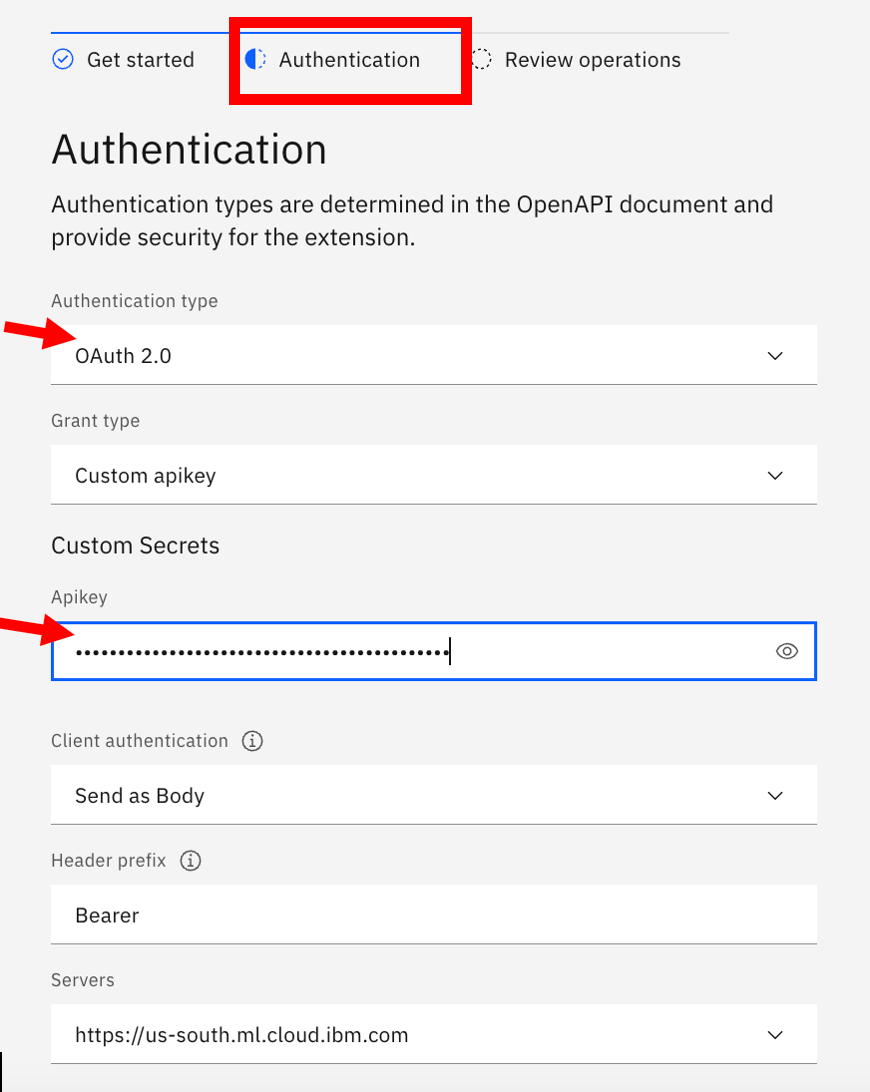 Get started
Authentication
Review operations
Authentication
Authentication types are determined in the OpenAPI document and
provide security for the extension.
Authentication type
OAuth 2.0
Grant type
Custom apikey
Custom Secrets
Apikey
Client authentication
Send as Body
Header prefix
Bearer
Servers
https://us-south.ml.cloud.ibm.com